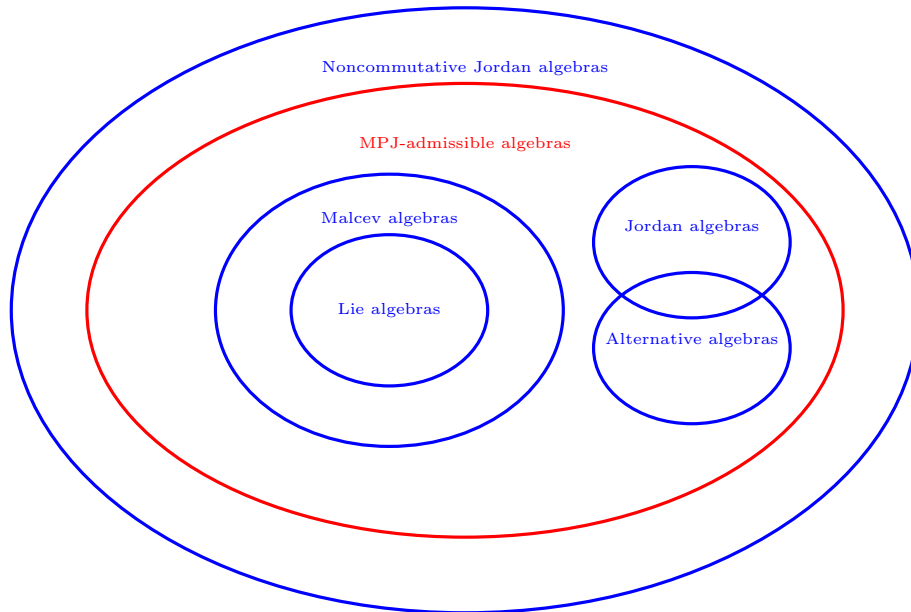 Noncommutative Jordan algebras
MPJ-admissible algebras
Malcev algebras
Jordan algebras
Lie algebras
Alternative algebras